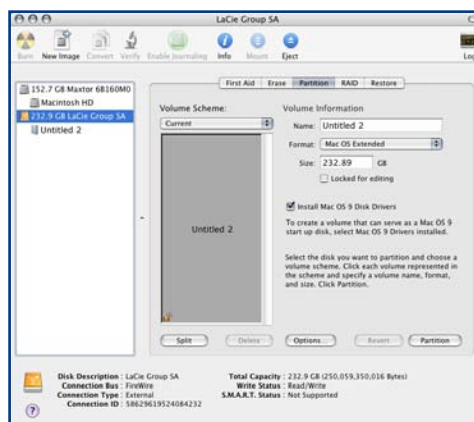 LaCie Group SA
Burn
New Image
Convert
Verify
Enable Journaling
Info
Mount
Eject
152.7 GB Maxtor 6B160M0
Macintosh HD
232.9 GB LaCie Group SA
Untitled 2
First Aid
Erase
Partition
RAID
Restore
Volume Scheme:
Current
Untitled 2
Volume Information
Name: Untitled 2
Format: Mac OS Extended
Size: 232.89 GB
Locked for editing
Install Mac OS 9 Disk Drivers
To create a volume that can serve as a Mac OS 9
start up disk, select Mac OS 9 Drivers installed.
Select the disk you want to partition and choose a
volume scheme. Click each volume represented in
the scheme and specify a volume name, format,
and size. Click Partition.
Split
Delete
Options...
Revert
Partition
Disk Description : LaCie Group SA
Connection Bus : FireWire
Connection Type : External
Connection ID : 58629619524084232
Total Capacity : 232.9 GB (250,059,350,016 Bytes)
Write Status : Read/Write
S.M.A.R.T. Status : Not Supported
?